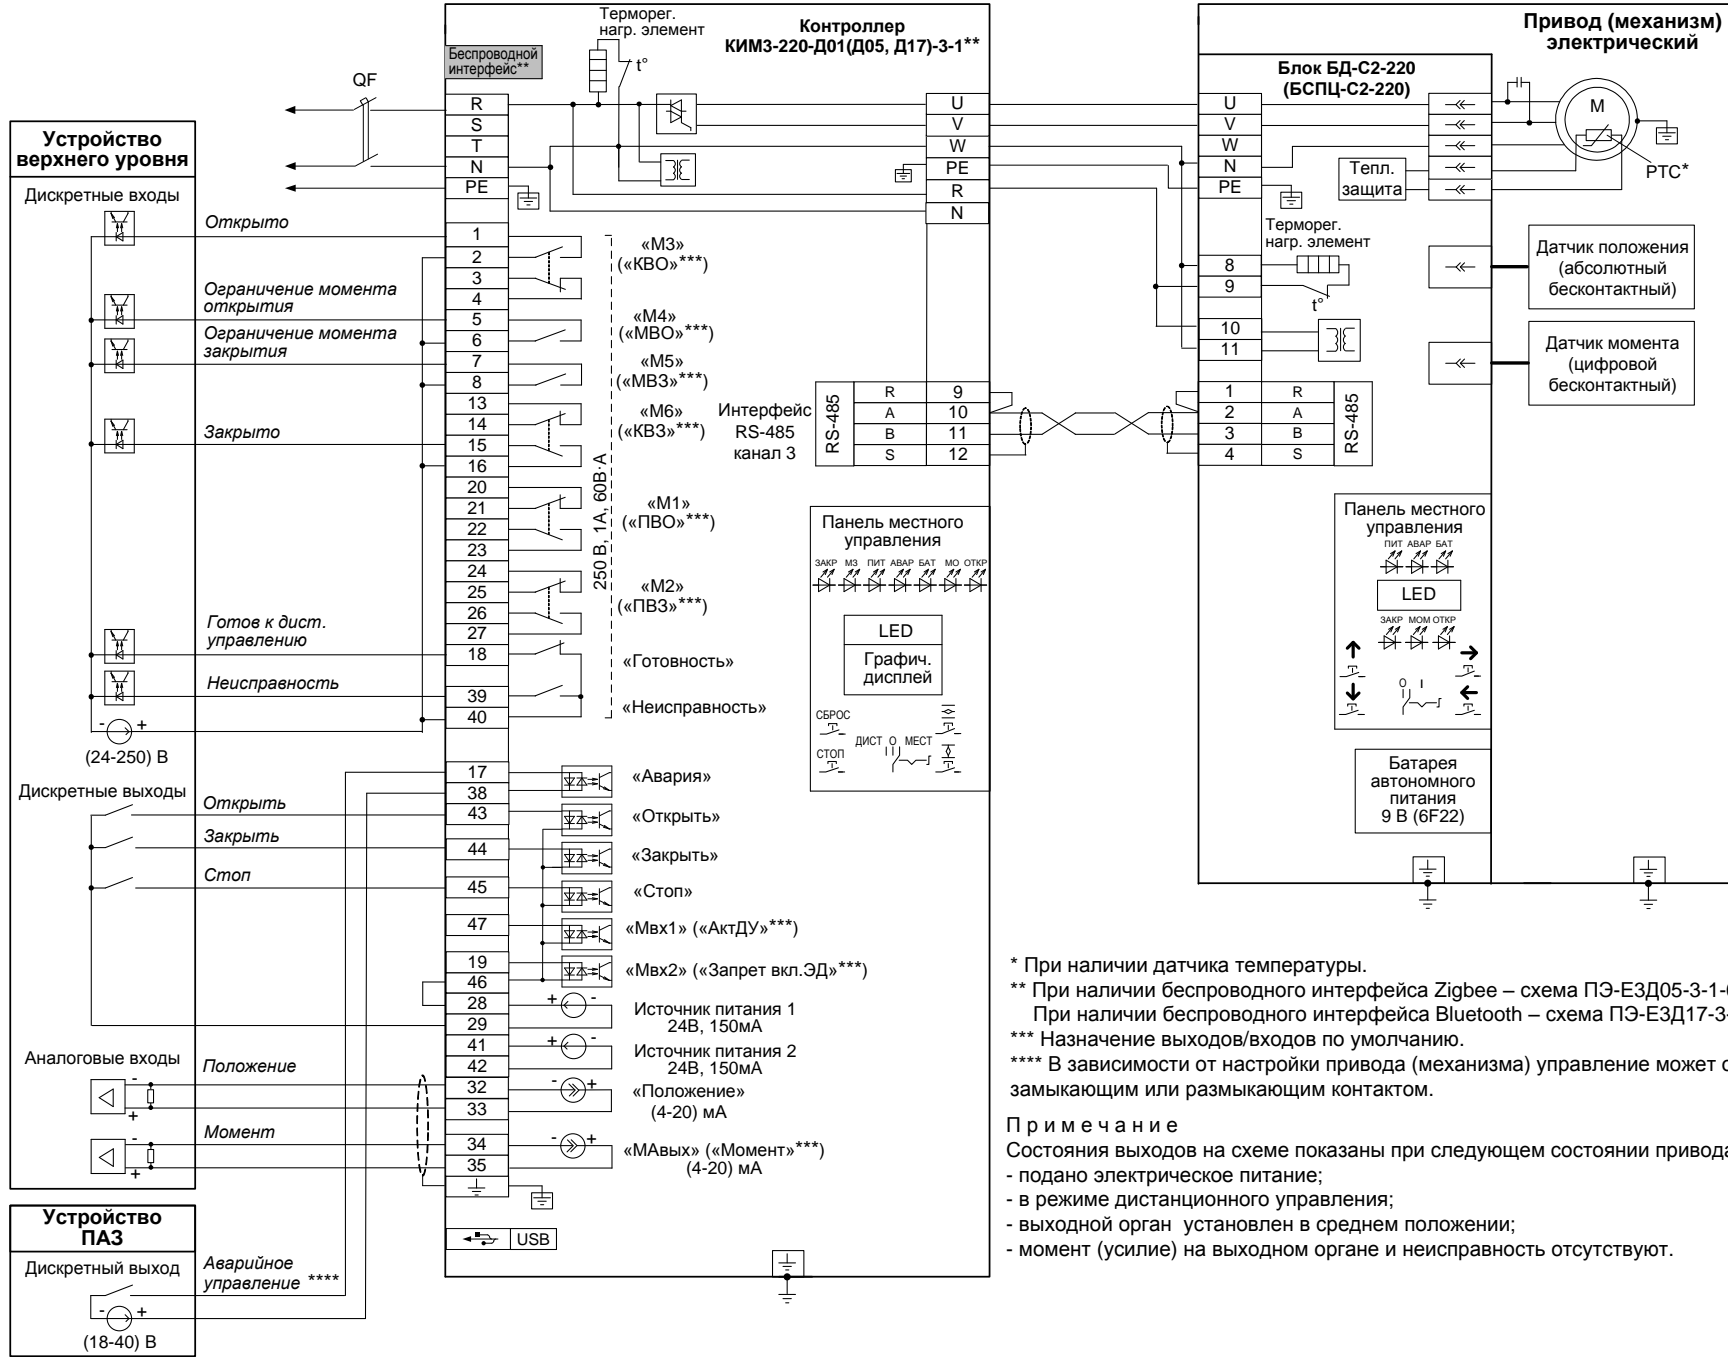 Терморег.
нагр. элемент
Контроллер
КИМ3-220-Д01(Д05, Д17)-3-1**
Беспроводной
интерфейс**
t°
QF
R
S
T
N
PE
U
V
W
PE
R
N
Привод (механизм)
электрический
Блок БД-С2-220
(БСПЦ-С2-220)
U
V
W
N
PE
M
Тепл.
защита
РТС*
Терморег.
нагр. элемент
8
9
t°
10
11
Датчик положения
(абсолютный
бесконтактный)
Датчик момента
(цифровой
бесконтактный)
Устройство
верхнего уровня
Дискретные входы
Открыто
Ограничение момента
открытия
Ограничение момента
закрытия
Закрыто
Готов к дист.
управлению
Неисправность
- +
(24-250) В
1
2
3
4
5
6
7
8
13
14
15
16
20
21
22
23
24
25
26
27
18
39
40
«М3»
(«КВО»***)
«М4»
(«МВО»***)
«М5»
(«МВЗ»***)
«М6»
(«КВЗ»***)
«М1»
(«ПВО»***)
«М2»
(«ПВЗ»***)
«Готовность»
«Неисправность»
250 В, 1А, 60В·А
Интерфейс
RS-485
канал 3
RS-485
R 9
A 10
B 11
S 12
1 R
2 A
3 B
4 S
RS-485
Панель местного
управления
ЗАКР МЗ ПИТ АВАР БАТ МО ОТКР
LED
Графич.
дисплей
СБРОС
СТОП
ДИСТ О МЕСТ
Панель местного
управления
ПИТ АВАР БАТ
LED
ЗАКР МОМ ОТКР
O I
Батарея
автономного
питания
9 В (6F22)
Дискретные выходы
Открыть
Закрыть
Стоп
17
38
43
44
45
47
19
46
28
29
41
42
32
33
34
35
«Авария»
«Открыть»
«Закрыть»
«Стоп»
«Мвх1» («АктДУ»***)
«Мвх2» («Запрет вкл.ЭД»***)
+ -
Источник питания 1
24В, 150мА
+ -
Источник питания 2
24В, 150мА
- +
«Положение»
(4-20) мА
- +
«МАвых» («Момент»***)
(4-20) мА
Аналоговые входы
Положение
-
+
Момент
-
+
USB
Устройство
ПАЗ
Дискретный выход
Аварийное
управление ****
- +
(18-40) В
* При наличии датчика температуры.
** При наличии беспроводного интерфейса Zigbee – схема ПЭ-Е3Д05-3-1-
При наличии беспроводного интерфейса Bluetooth – схема ПЭ-Е3Д17-3-
*** Назначение выходов/входов по умолчанию.
**** В зависимости от настройки привода (механизма) управление может
замыкающим или размыкающим контактом.
Примечание
Состояния выходов на схеме показаны при следующем состоянии привода
- подано электрическое питание;
- в режиме дистанционного управления;
- выходной орган установлен в среднем положении;
- момент (усилие) на выходном органе и неисправность отсутствуют.